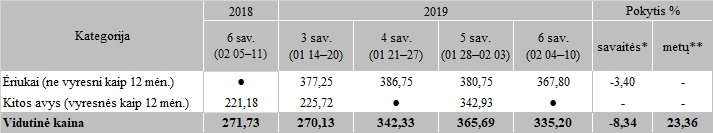 Kategorija 2018 2019 Pokytis %
6 sav. (02 05–11) 3 sav. (01 14–20) 4 sav. (01 21–27) 5 sav. (01 28–02 03) 6 sav. (02 04–10) savaitės* metų**
Ėriukai (ne vyresni kaip 12 mėn.) ● 377,25 386,75 380,75 367,80 -3,40 -
Kitos avys (vyresnės kaip 12 mėn.) 221,18 225,72 ● 342,93 ● - -
Vidutinė kaina 271,73 270,13 342,33 365,69 335,20 -8,34 23,36